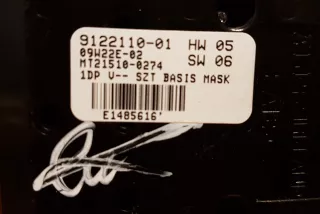 9122110-01 HW 05
09W22E-02 SW 06
MT21510-0274
1DP V-- SZT BASIS MASK
E1485616'